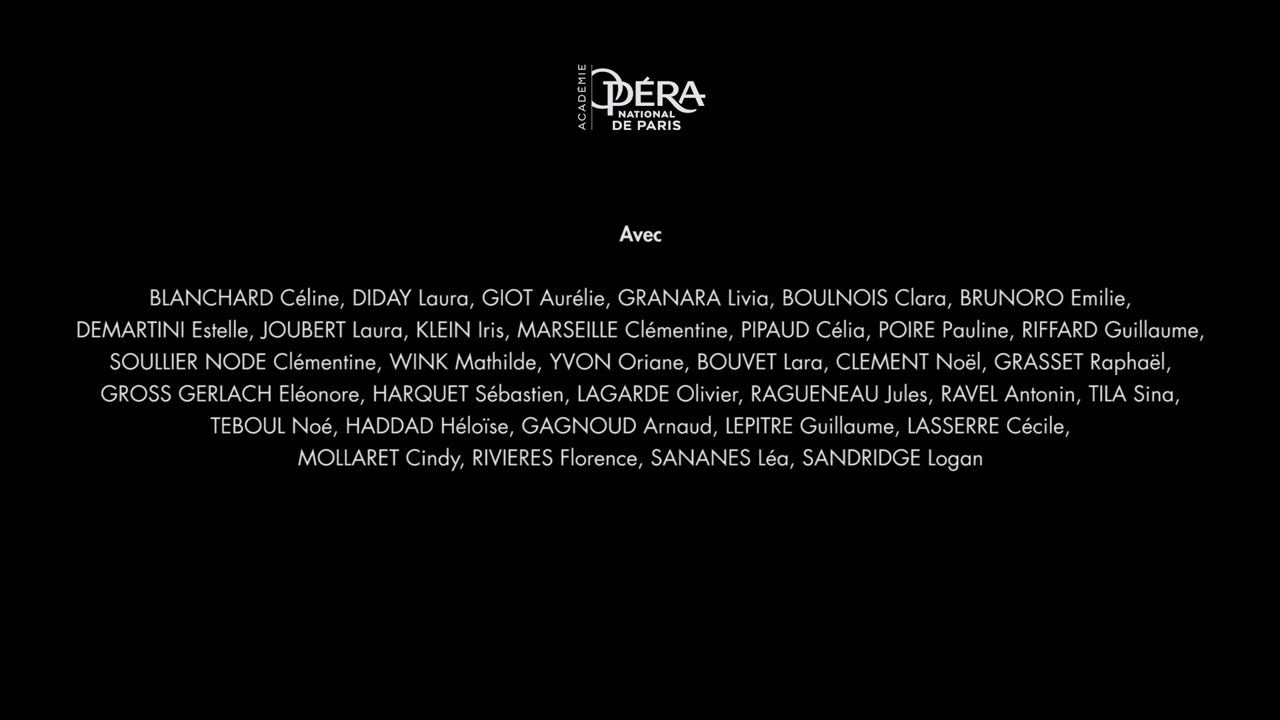 ACADÉMIE
OPÉRA
NATIONAL
DE PARIS
Avec
BLANCHARD Céline, DIDAY Laura, GIOT Aurélie, GRANARA Livia, BOULNOIS Clara, BRUNORO Emilie,
DEMARTINI Estelle, JOUBERT Laura, KLEIN Iris, MARSEILLE Clémentine, PIPAUD Célia, POIRE Pauline, RIFFARD Guillaume,
SOULLIER NODE Clémentine, WINK Mathilde, YVON Oriane, BOUVET Lara, CLEMENT Noël, GRASSET Raphaël,
GROSS GERLACH Eléonore, HARQUET Sébastien, LAGARDE Olivier, RAGUENEAU Jules, RAVEL Antonin, TILA Sina,
TEBOUL Noé, HADDAD Héloïse, GAGNOUD Arnaud, LEPITRE Guillaume, LASSERRE Cécile,
MOLLARET Cindy, RIVIERES Florence, SANANES Léa, SANDRIDGE Logan